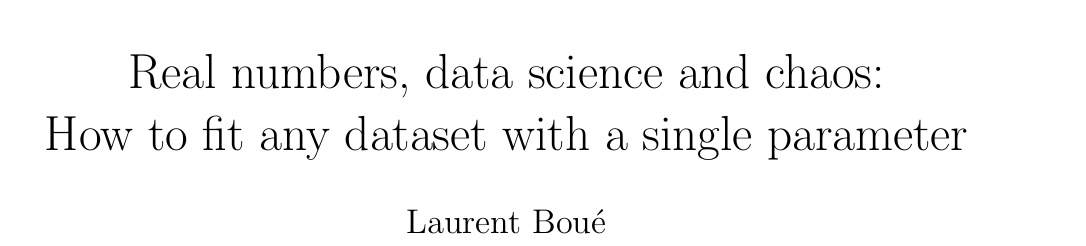 Real numbers, data science and chaos:
How to fit any dataset with a single parameter
Laurent Boué